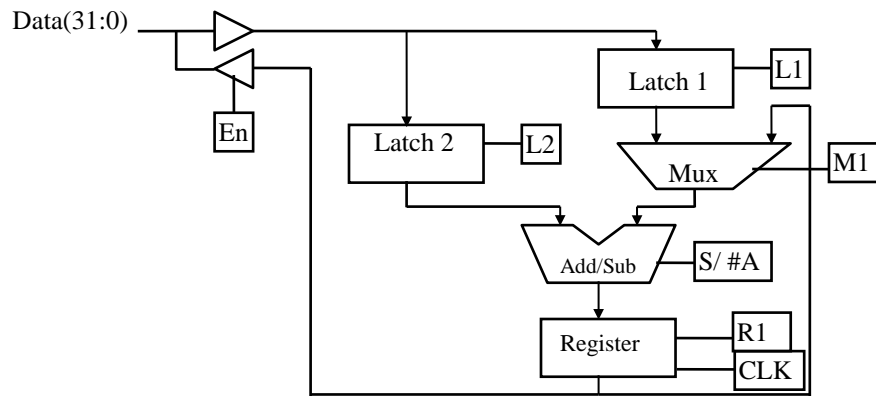 Data(31:0)
Latch 1
L1
En
Latch 2
L2
Mux
M1
Add/Sub
S/ #A
Register
R1
CLK